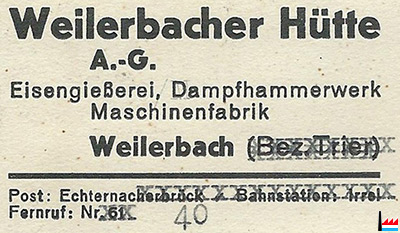 Weilerbacher Hütte
A.-G.
Eisengießerei, Dampfhammerwerk
Maschinenfabrik
Weilerbach (Bez. Trier)
Post: Echternacherbrück - Bahnstation: Irrel
Fernruf: Nr. 61 40